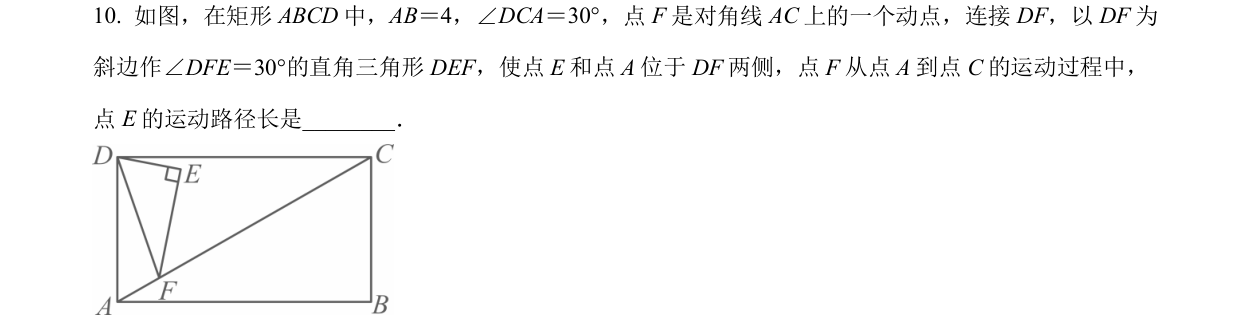 10. 如图，在矩形 ABCD 中，AB＝4，∠DCA＝30°，点 F 是对角线 AC 上的一个动点，连接 DF，以 DF 为
斜边作∠DFE＝30°的直角三角形 DEF，使点 E 和点 A 位于 DF 两侧，点 F 从点 A 到点 C 的运动过程中，
点 E 的运动路径长是________．
D
C
E
F
A
B